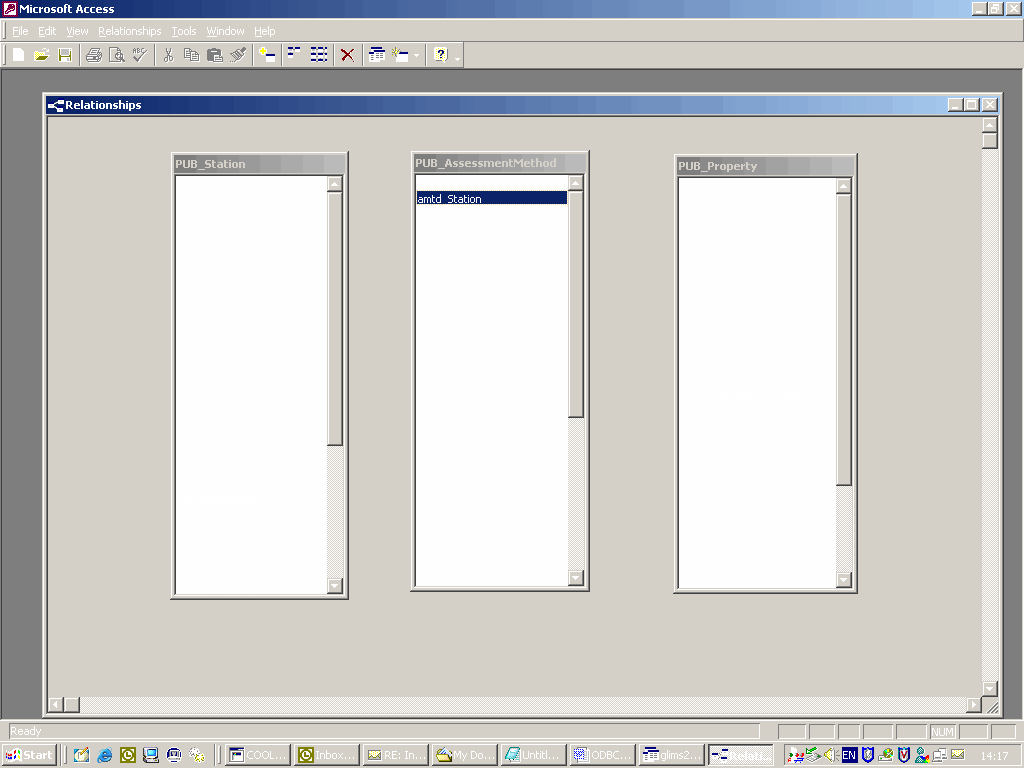 Microsoft Access
File Edit View Relationships Tools Window Help
Relationships
PUB_Station
PUB_AssessmentMethod
PUB_Property
amtd_Station
Ready
NUM
Start
COOL...
Inbox...
RE: In...
My Do...
Untitl...
ODBC...
glims2...
Relati...
EN
14:17